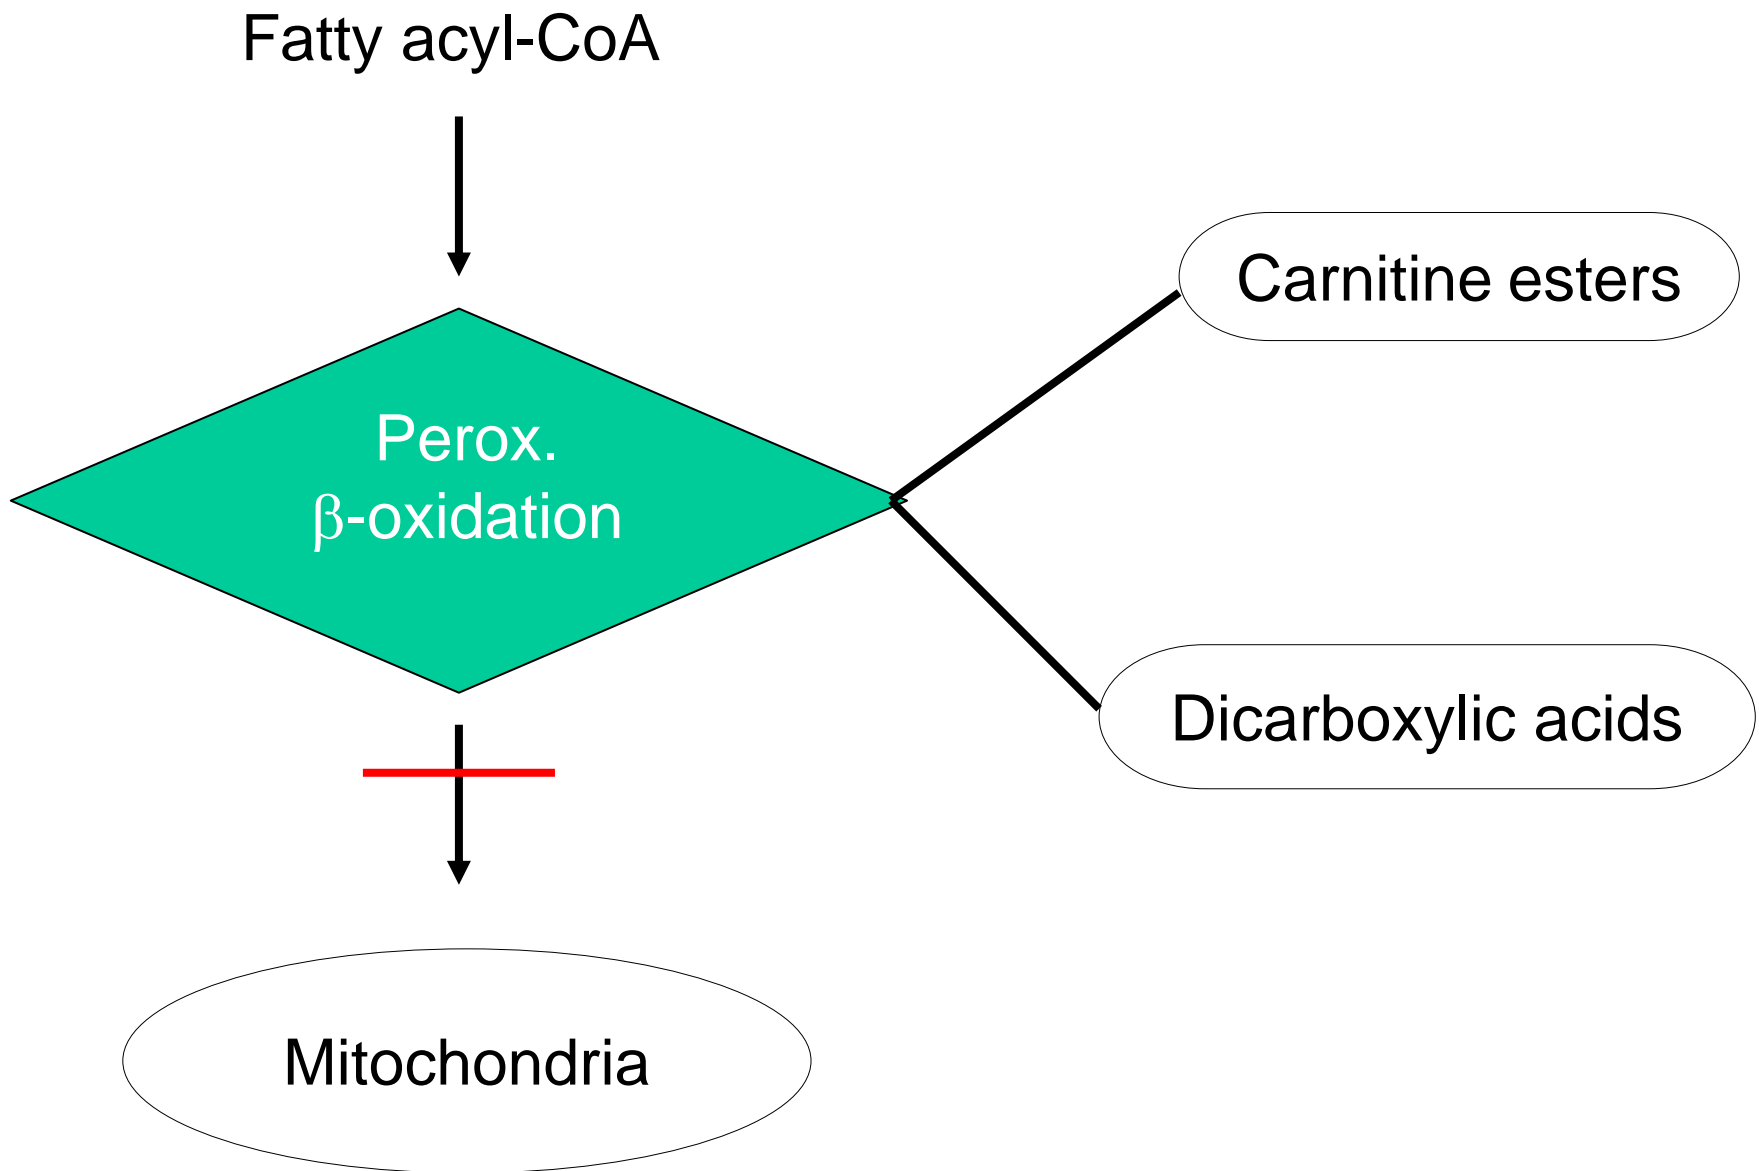 Fatty acyl-CoA
Perox.
β-oxidation
Carnitine esters
Dicarboxylic acids
Mitochondria